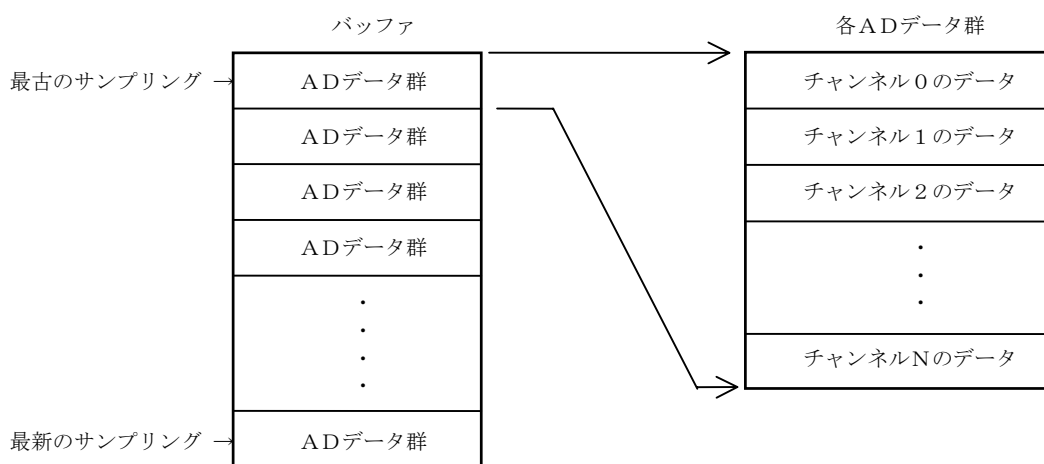 バッファ
最古のサンプリング →
ADデータ群
ADデータ群
ADデータ群
ADデータ群
・
・
・
・
最新のサンプリング →
ADデータ群
各ADデータ群
チャンネル0のデータ
チャンネル1のデータ
チャンネル2のデータ
・
・
・
チャンネルNのデータ